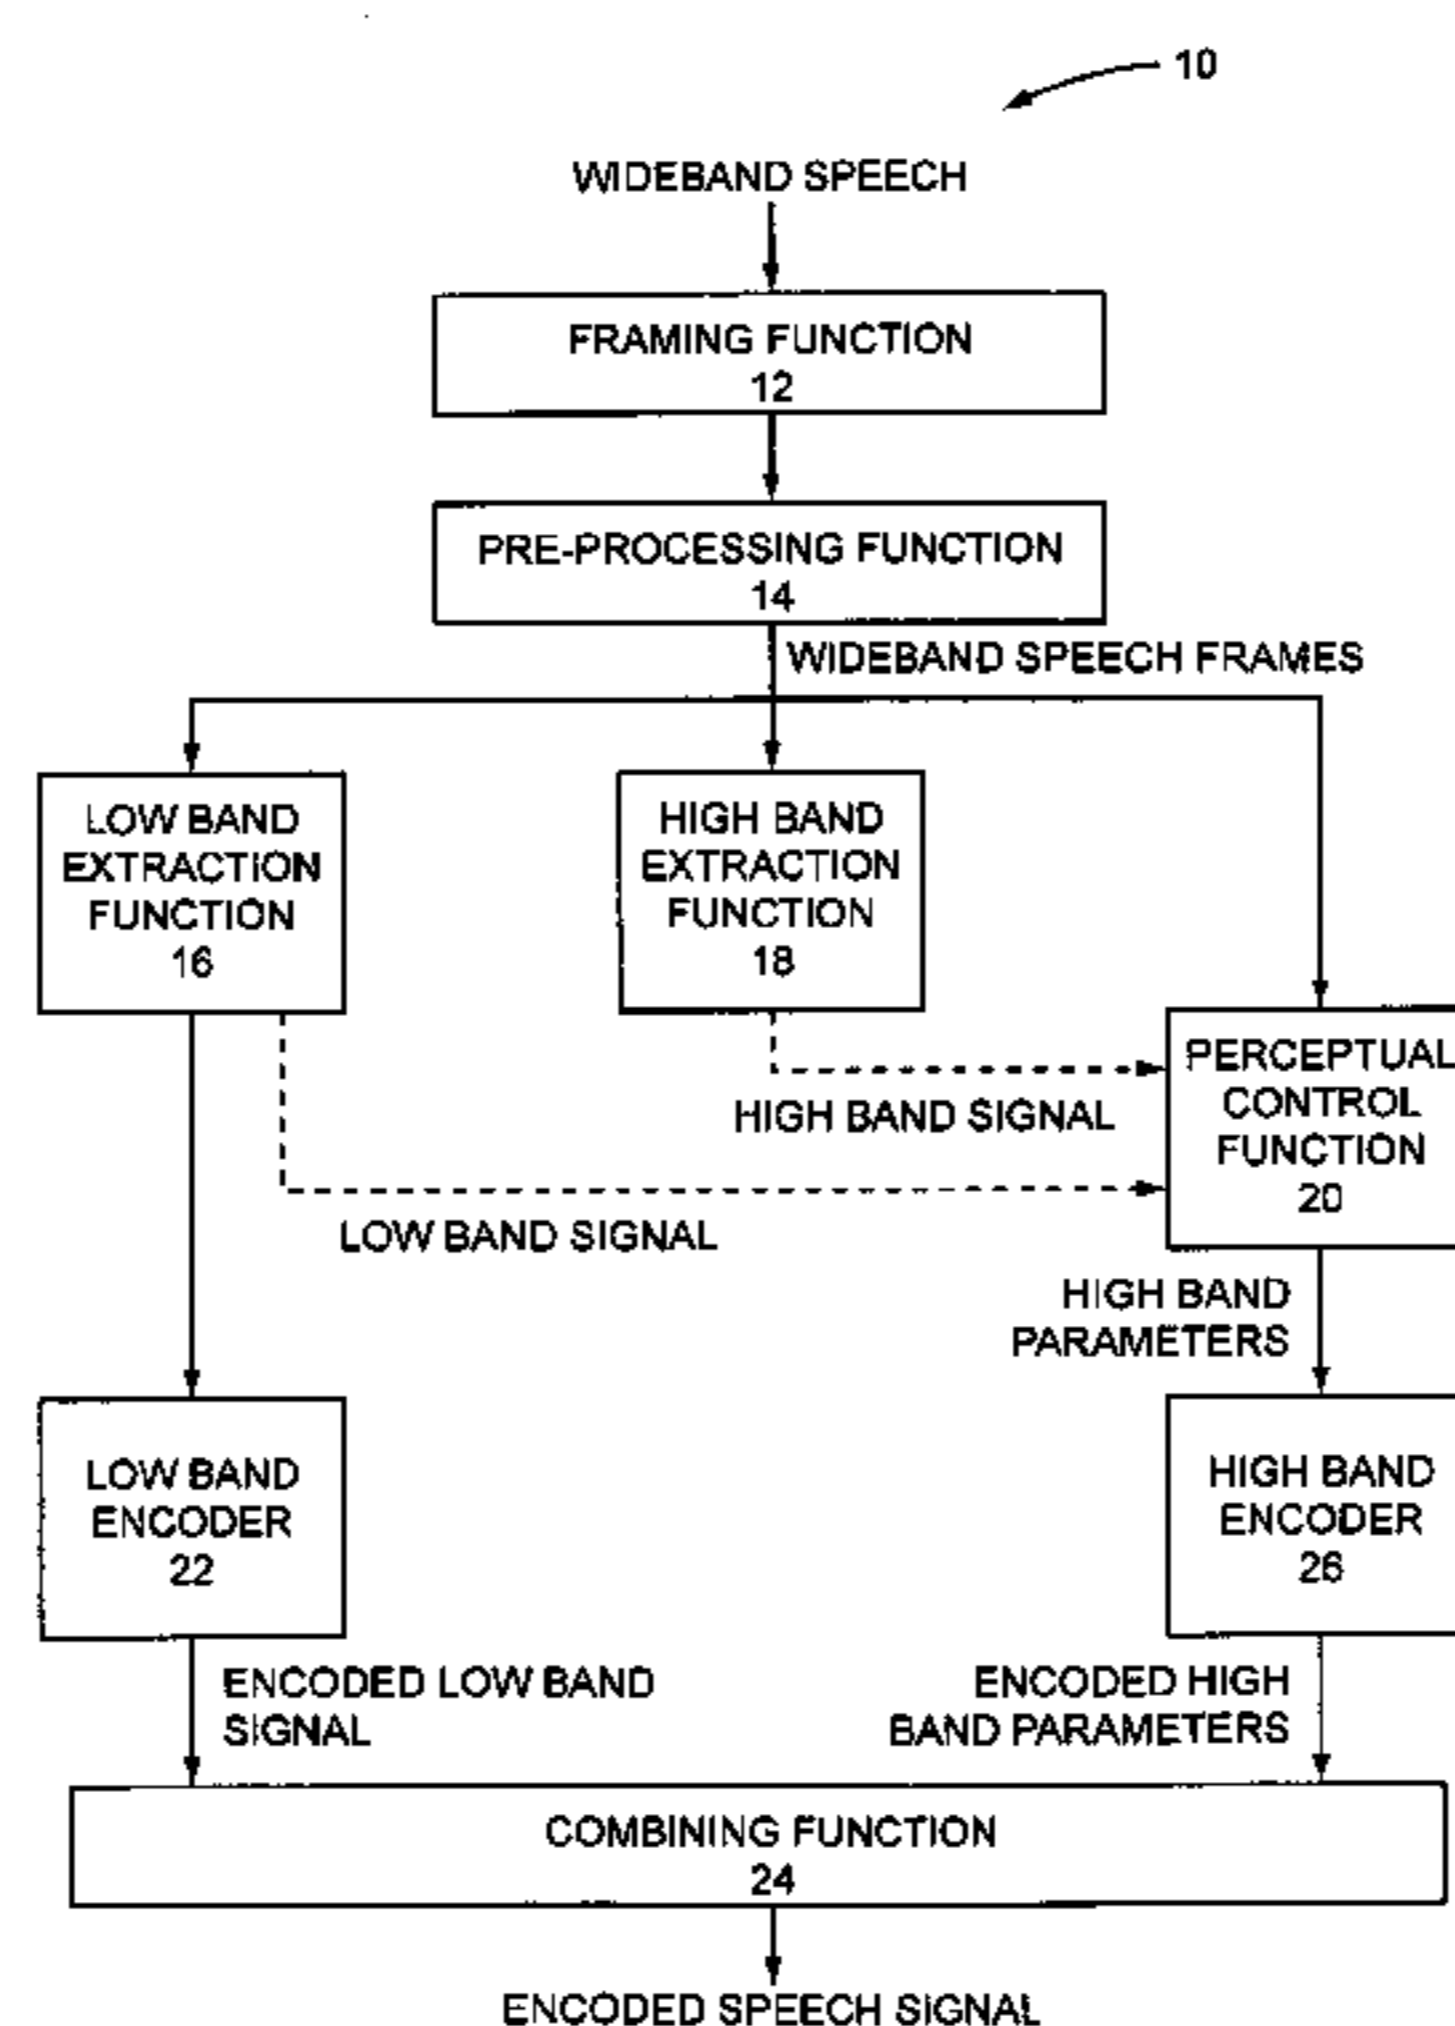 10
WIDEBAND SPEECH
FRAMING FUNCTION
12
PRE-PROCESSING FUNCTION
14
WIDEBAND SPEECH FRAMES
LOW BAND
EXTRACTION
FUNCTION
16
HIGH BAND
EXTRACTION
FUNCTION
18
PERCEPTUAL
CONTROL
FUNCTION
20
HIGH BAND SIGNAL
LOW BAND SIGNAL
HIGH BAND
PARAMETERS
LOW BAND
ENCODER
22
HIGH BAND
ENCODER
26
ENCODED LOW BAND
SIGNAL
ENCODED HIGH
BAND PARAMETERS
COMBINING FUNCTION
24
ENCODED SPEECH SIGNAL